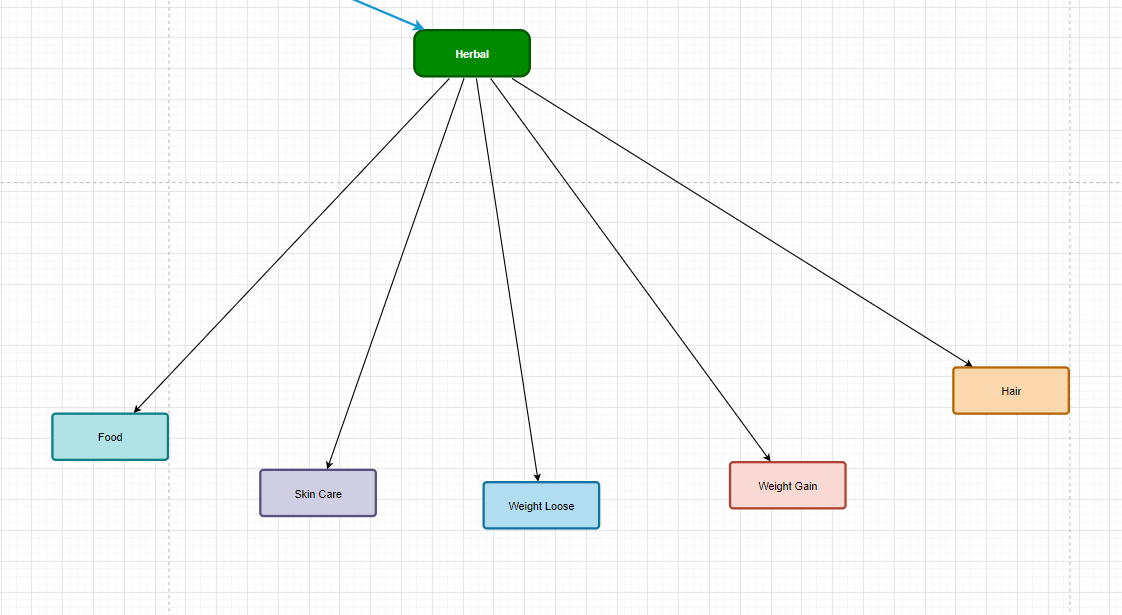 Herbal
Food
Skin Care
Weight Loose
Weight Gain
Hair